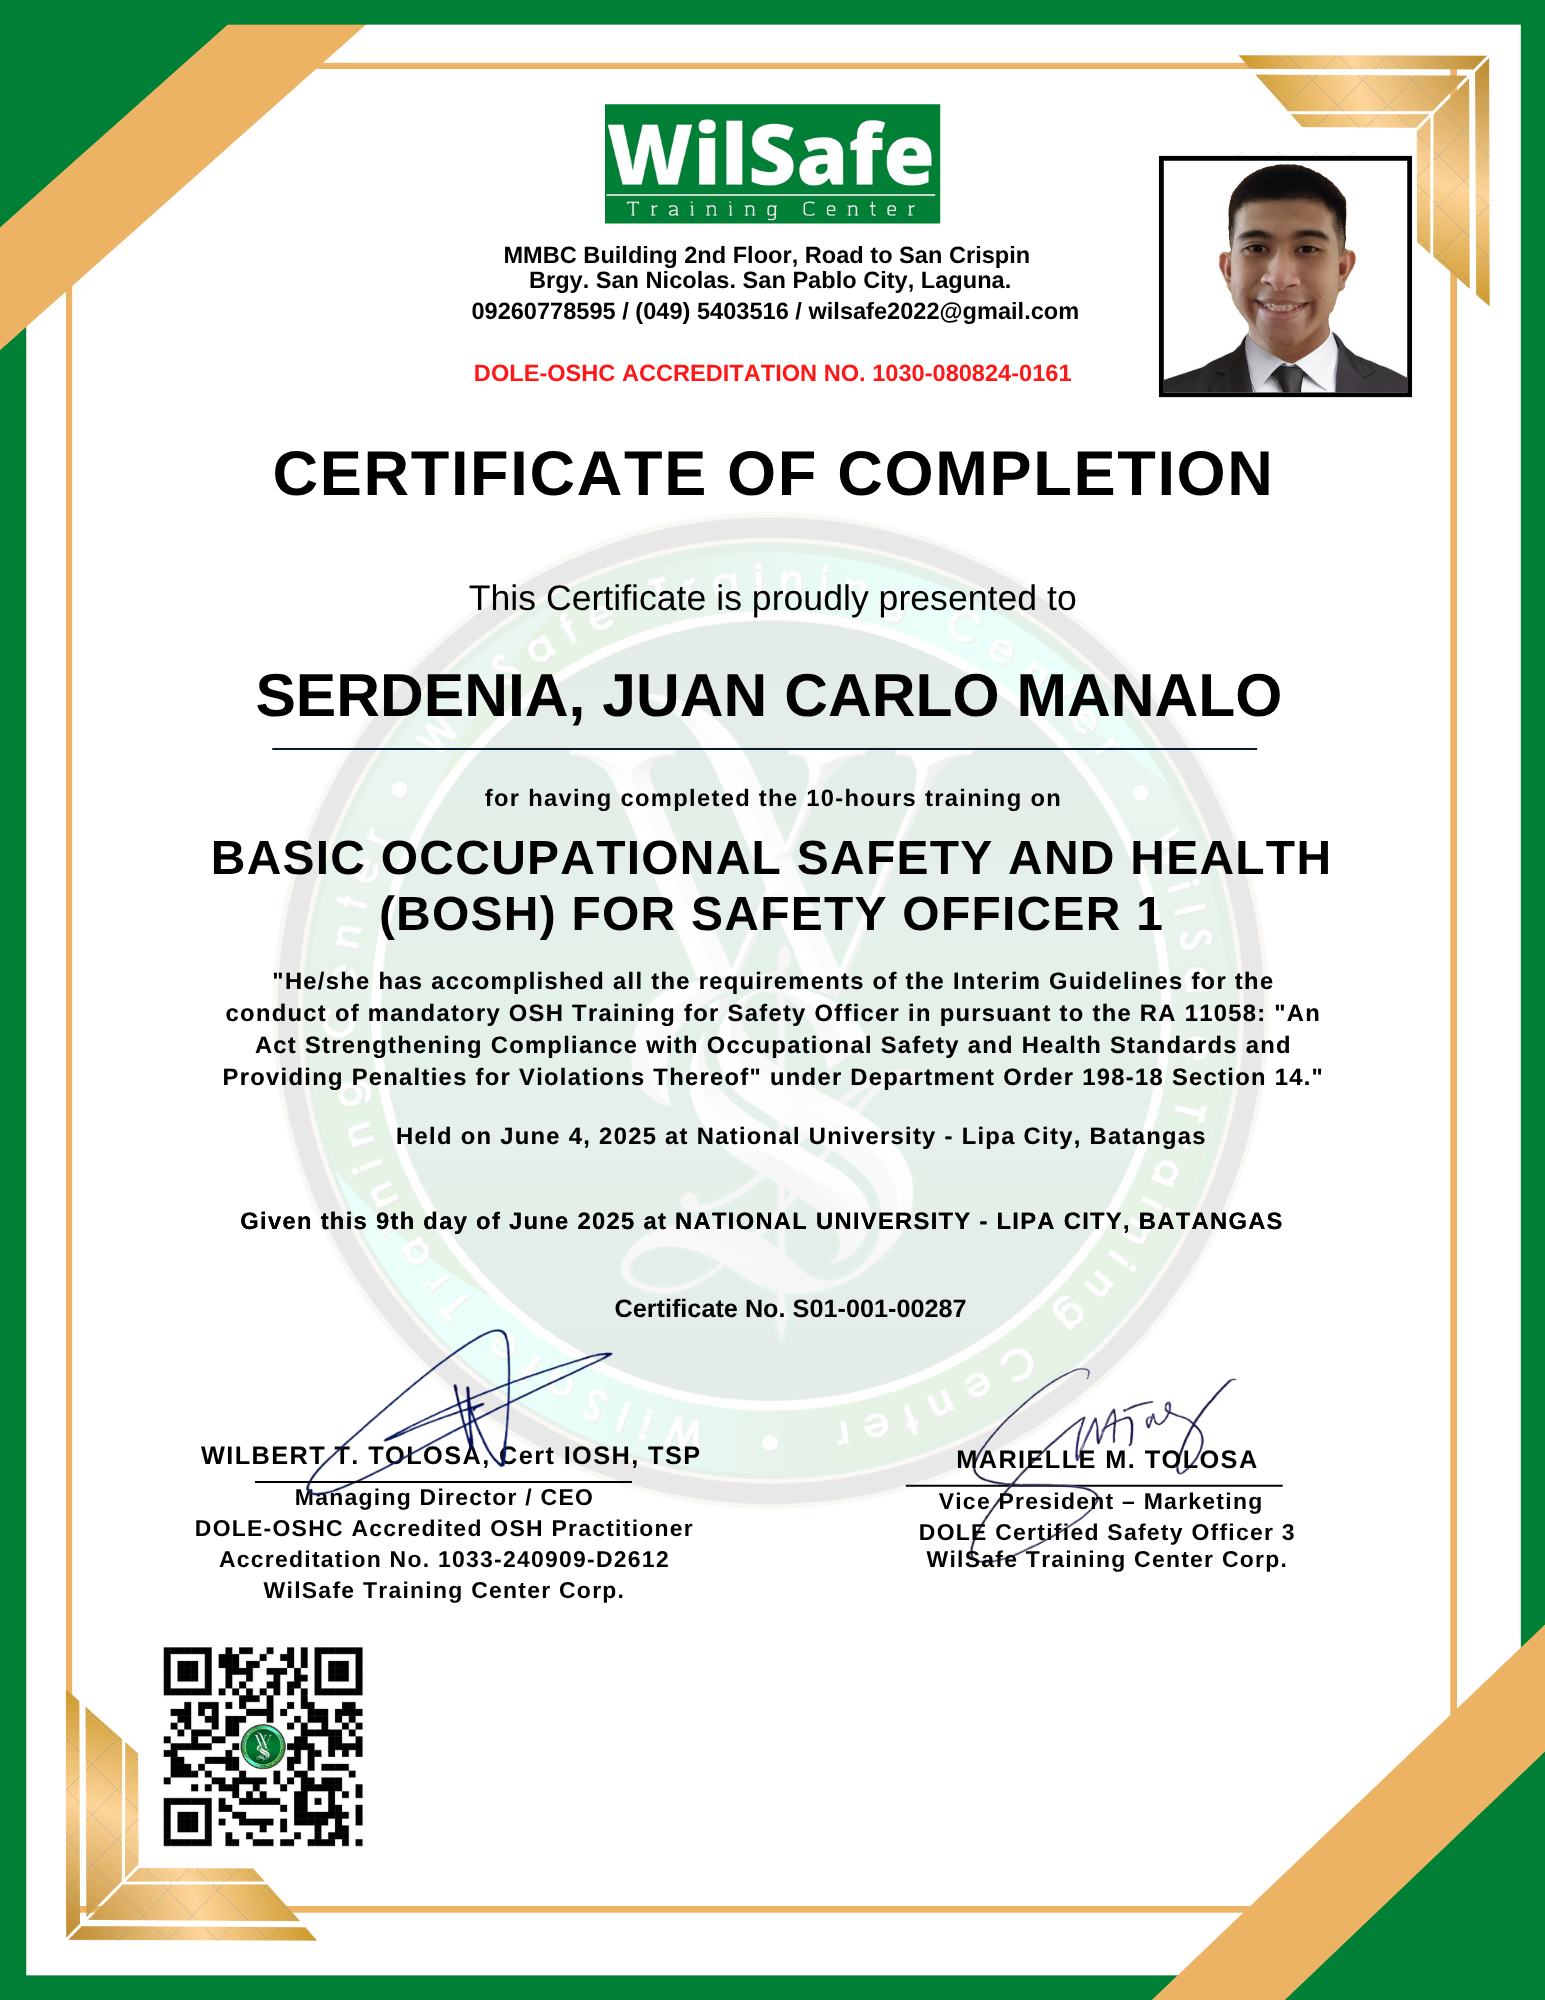 WilSafe
Training Center
MMBC Building 2nd Floor, Road to San Crispin
Brgy. San Nicolas. San Pablo City, Laguna.
09260778595 / (049) 5403516 / wilsafe2022@gmail.com
DOLE-OSHC ACCREDITATION NO. 1030-080824-0161
CERTIFICATE OF COMPLETION
This Certificate is proudly presented to
SERDENIA, JUAN CARLO MANALO
for having completed the 10-hours training on
BASIC OCCUPATIONAL SAFETY AND HEALTH
(BOSH) FOR SAFETY OFFICER 1
"He/she has accomplished all the requirements of the Interim Guidelines for the
conduct of mandatory OSH Training for Safety Officer in pursuant to the RA 11058: "An
Act Strengthening Compliance with Occupational Safety and Health Standards and
Providing Penalties for Violations Thereof" under Department Order 198-18 Section 14."
Held on June 4, 2025 at National University - Lipa City, Batangas
Given this 9th day of June 2025 at NATIONAL UNIVERSITY - LIPA CITY, BATANGAS
Certificate No. S01-001-00287
WILBERT T. TOLOSA, Cert IOSH, TSP
Managing Director / CEO
DOLE-OSHC Accredited OSH Practitioner
Accreditation No. 1033-240909-D2612
WilSafe Training Center Corp.
MARIELLE M. TOLOSA
Vice President – Marketing
DOLE Certified Safety Officer 3
WilSafe Training Center Corp.
WilSafe Training Center • WilSafe Training Center • WilSafe Training Center •